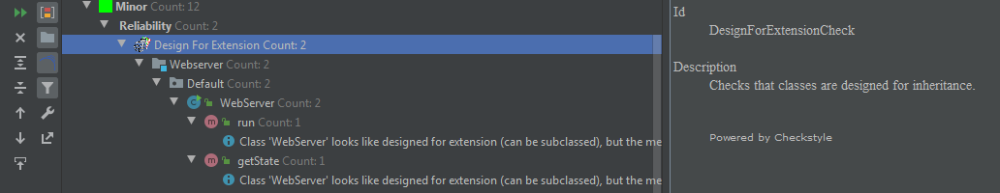 Minor Count: 12
Reliability Count: 2
Design For Extension Count: 2
Webserver Count: 2
Default Count: 2
WebServer Count: 2
m run Count: 1
Class 'WebServer' looks like designed for extension (can be subclassed), but the me
m getState Count: 1
Class 'WebServer' looks like designed for extension (can be subclassed), but the me
Id
DesignForExtensionCheck
Description
Checks that classes are designed for inheritance.
Powered by Checkstyle